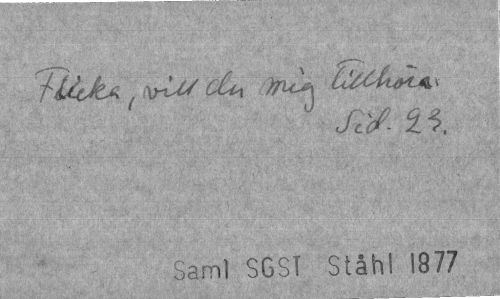 Flicka, vill du mig tillhöra.
Sid. 23.
Saml SGST Ståhl 1877